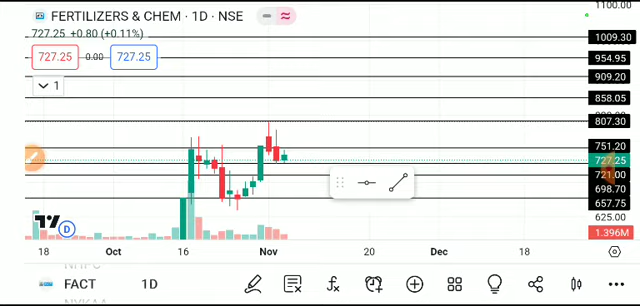 1100.00
FERTILIZERS & CHEM · 1D · NSE
727.25 +0.80 (+0.11%)
1009.30
727.25 0.00 727.25
954.95
909.20
1
858.05
807.30
751.20
727.25
721.00
698.70
657.75
625.00
D
1.396M
18 Oct 16 Nov 20 Dec 18
FACT 1D